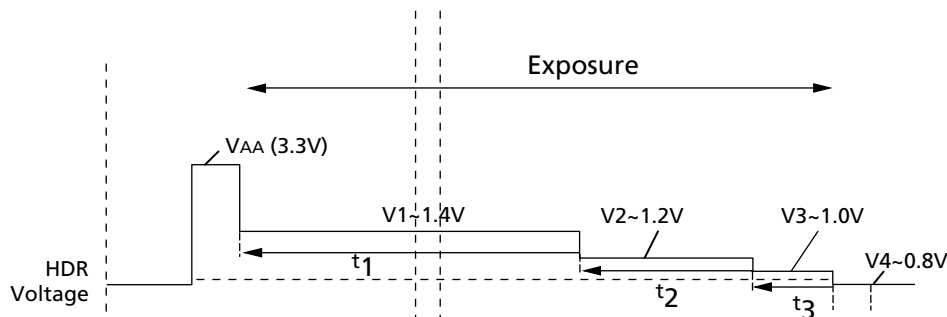 Exposure
VAA (3.3V)
V1~1.4V
V2~1.2V
V3~1.0V
HDR
Voltage
t1
t2
t3
V4~0.8V